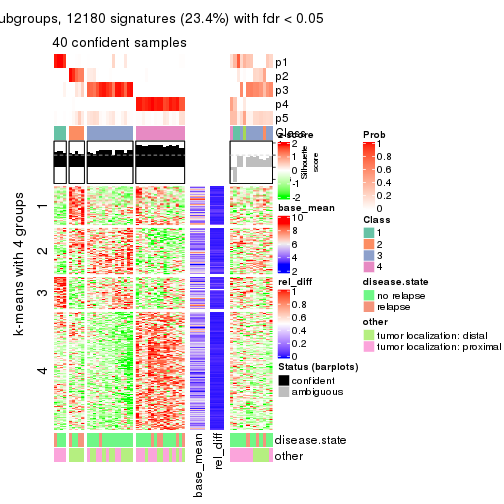 ubgroups, 12180 signatures (23.4%) with fdr < 0.05
40 confident samples
p1
p2
p3
p4
p5
Class
k-means with 4 groups
1
2
3
4
base_mean
rel_diff
disease.state
other
z-score
2
1
0
-1
-2
Silhouette
score
base_mean
10
8
6
4
2
rel_diff
1
0.8
0.6
0.4
0.2
0
Status (barplots)
confident
ambiguous
Prob
1
0.8
0.6
0.4
0.2
0
Class
1
2
3
4
disease.state
no relapse
relapse
other
tumor localization: distal
tumor localization: proximal